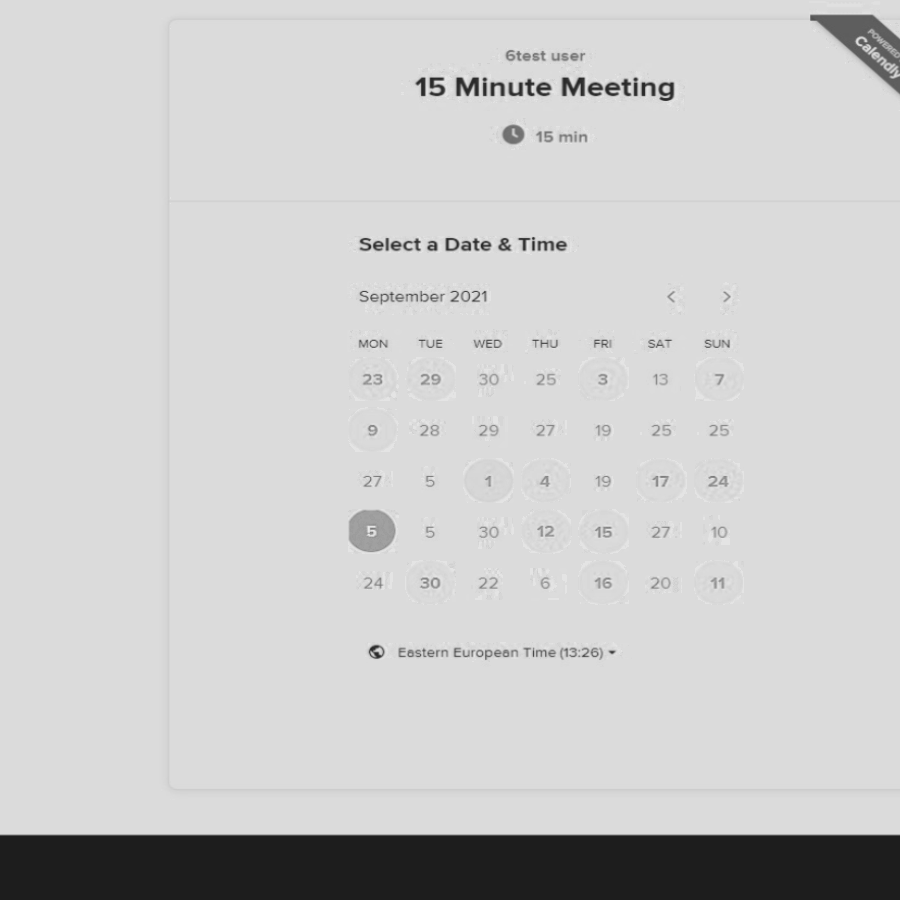 POWERED
Calendly
6test user
15 Minute Meeting
15 min
Select a Date & Time
September 2021
MON TUE WED THU FRI SAT SUN
23 29 30 25 3 13 7
9 28 29 27 19 25 25
27 5 1 4 19 17 24
5 5 30 12 15 27 10
24 30 22 6 16 20 11
Eastern European Time (13:26)